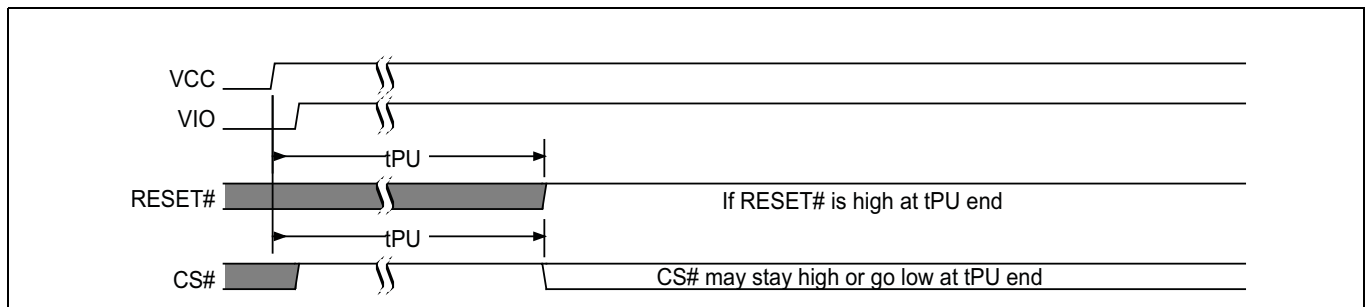 VCC
VIO
tPU
RESET#
If RESET# is high at tPU end
tPU
CS#
CS# may stay high or go low at tPU end